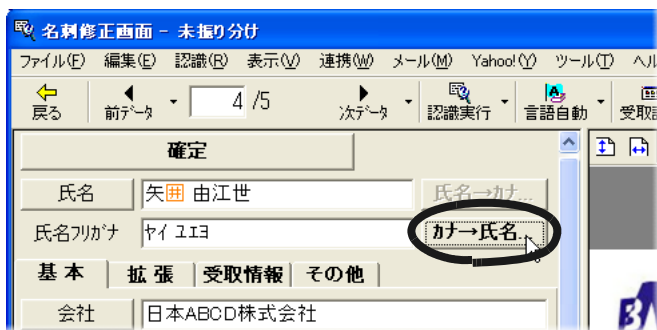 名刺修正画面 - 未振り分け
ファイル(F) 編集(E) 認識(R) 表示(V) 連携(W) メール(M) Yahoo!(Y) ツール(T) ヘル
戻る 前ﾃﾞｰﾀ 4 /5 次ﾃﾞｰﾀ 認識実行 言語自動 受取
確定
氏名 矢囲 由江世 氏名→ｶﾅ...
氏名ﾌﾘｶﾞﾅ ﾔｲ ﾕｴﾖ ｶﾅ→氏名...
基本 拡張 受取情報 その他
会社 日本ABCD株式会社